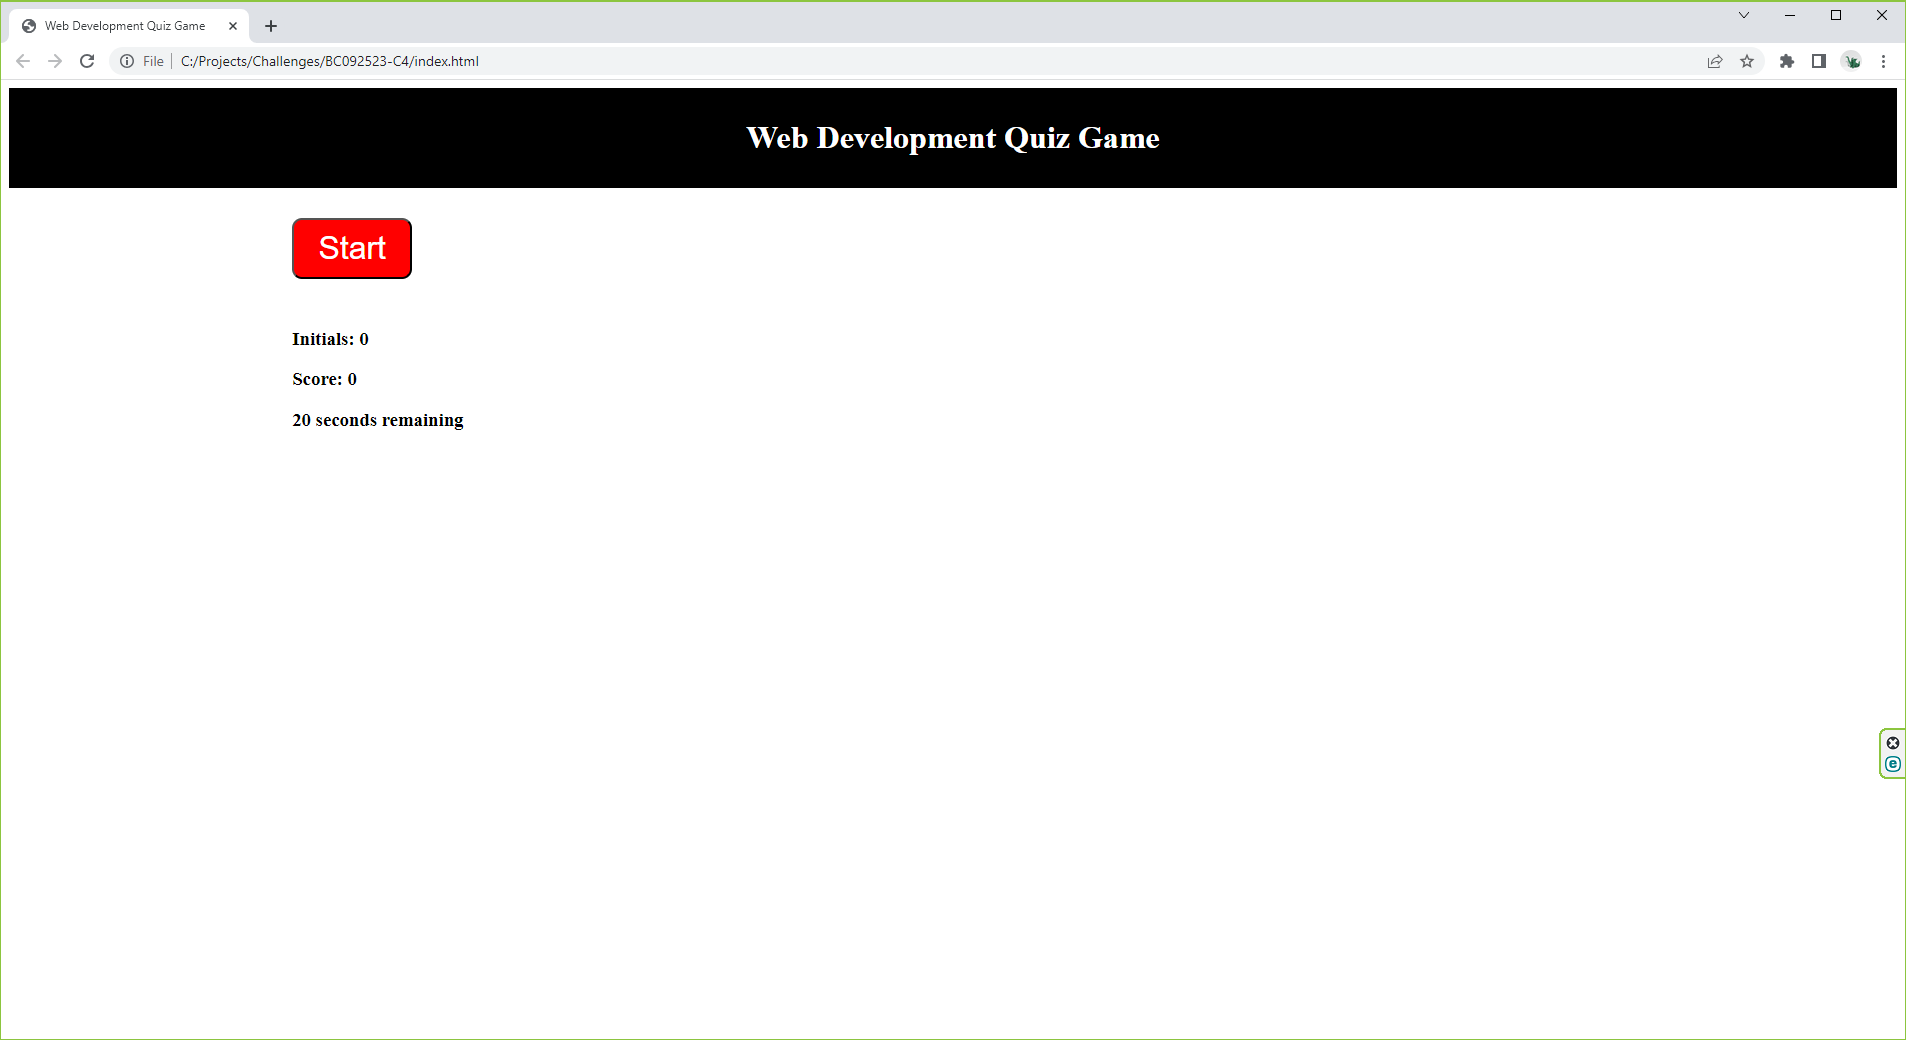 Web Development Quiz Game
File
C:/Projects/Challenges/BC092523-C4/index.html
Web Development Quiz Game
Start
Initials: 0
Score: 0
20 seconds remaining
e